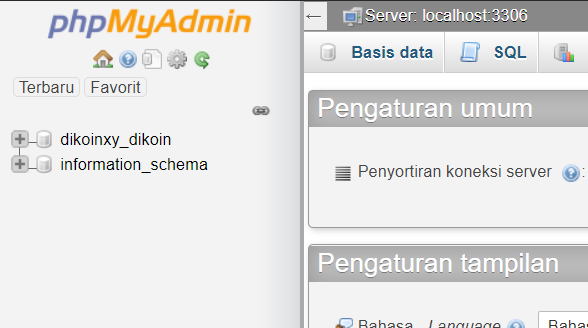 phpMyAdmin
Terbaru Favorit
dikoinxy_dikoin
information_schema
← Server: localhost:3306
Basis data SQL
Pengaturan umum
Penyortiran koneksi server :
Pengaturan tampilan
Bahasa - Language Baha